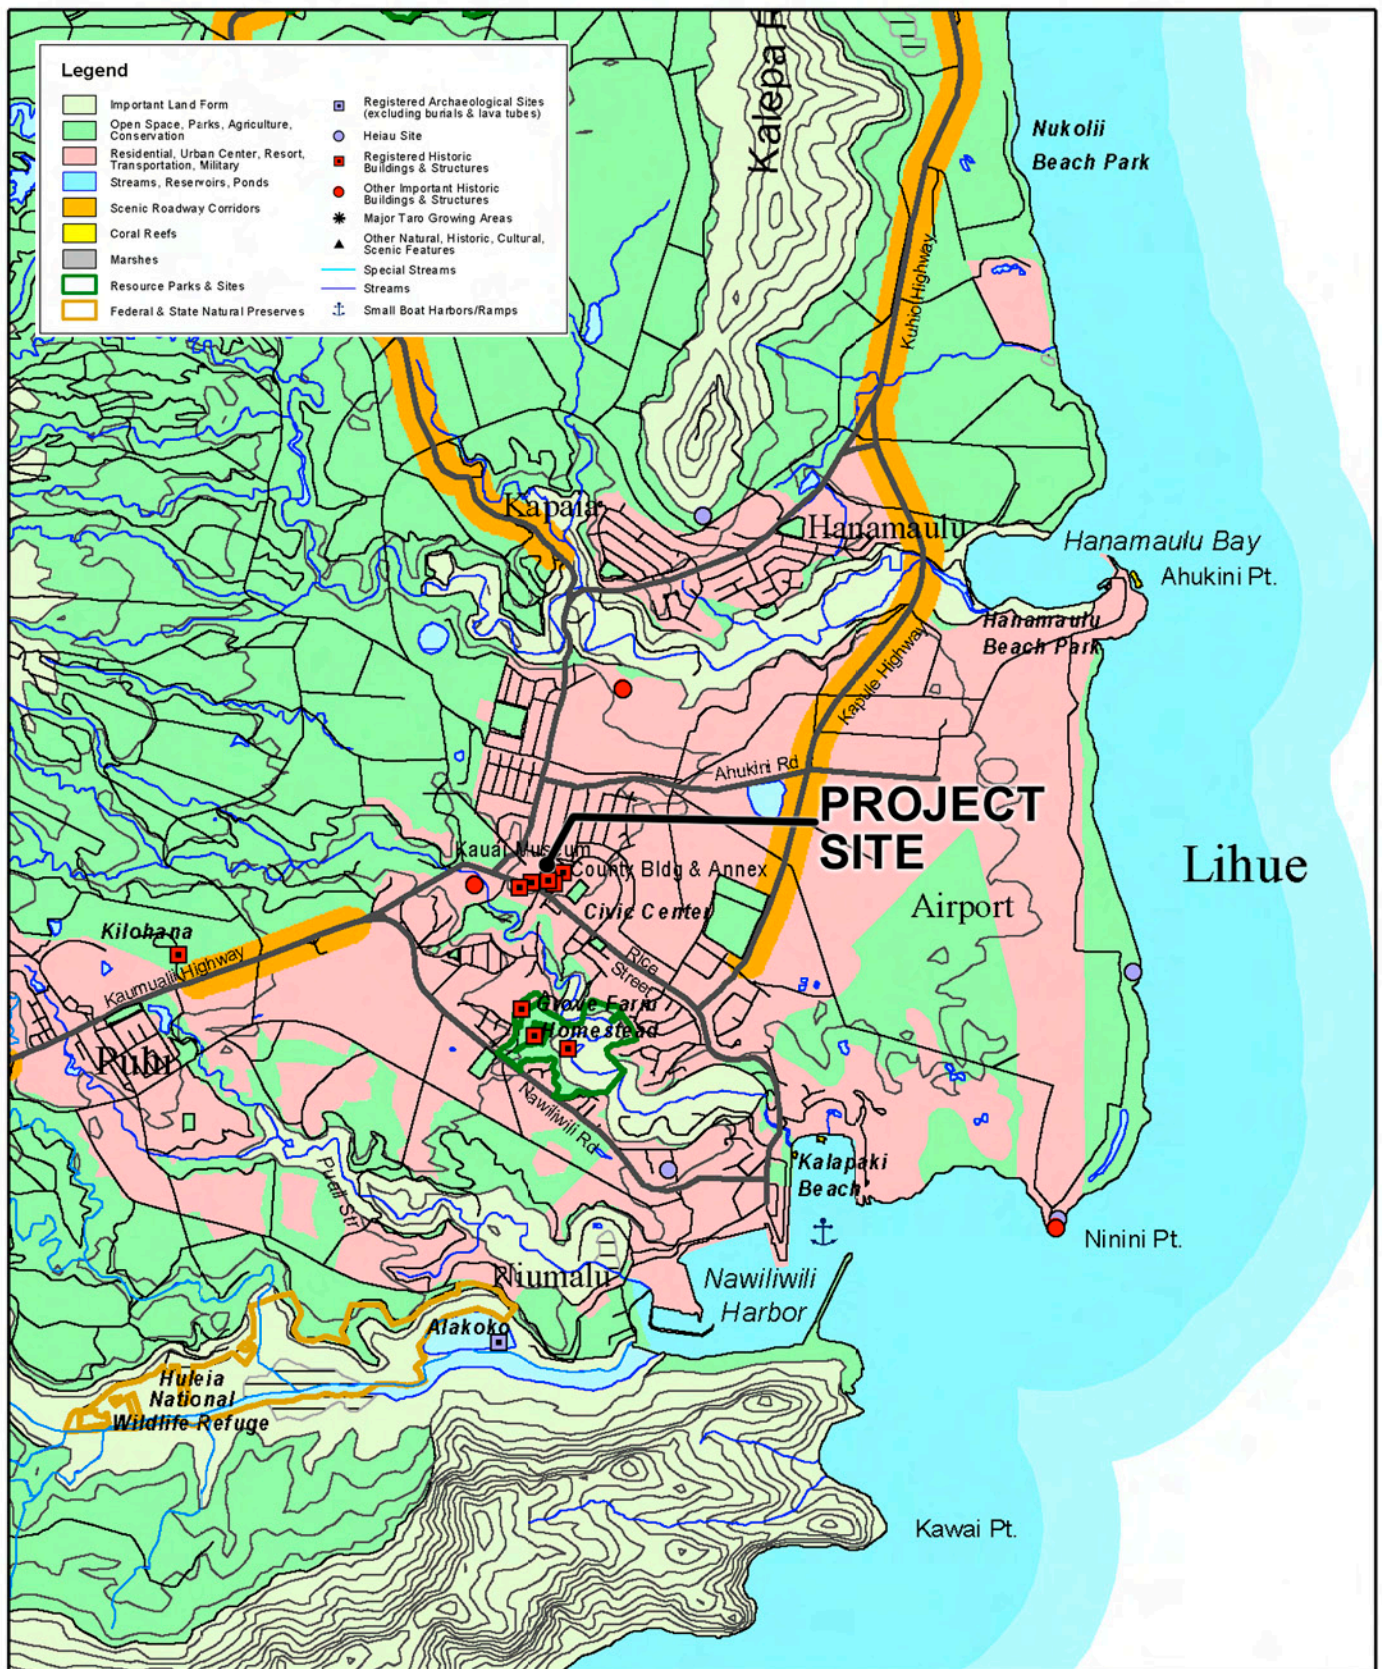 Legend
Important Land Form
Open Space, Parks, Agriculture,
Conservation
Residential, Urban Center, Resort,
Transportation, Military
Streams, Reservoirs, Ponds
Scenic Roadway Corridors
Coral Reefs
Marshes
Resource Parks & Sites
Federal & State Natural Preserves
Registered Archaeological Sites
(excluding burials & lava tubes)
Heiau Site
Registered Historic
Buildings & Structures
Other Important Historic
Buildings & Structures
Major Taro Growing Areas
Other Natural, Historic, Cultural,
Scenic Features
Special Streams
Streams
Small Boat Harbors/Ramps
Kalepa
Nukolii
Beach Park
Kuhio Highway
Kapaia
Hanamaulu
Hanamaulu Bay
Ahukini Pt.
Hanamaulu
Beach Park
Kapule Highway
Ahukini Rd
PROJECT
SITE
Kauai Museum
County Bldg & Annex
Civic Center
Lihue
Airport
Kilohana
Kaumualii Highway
Rice
Street
Grove Farm
Homestead
Puhi
Nawiliwili Rd
Puali Str
Kalapaki
Beach
Ninini Pt.
Niumalu
Nawiliwili
Harbor
Alakoko
Huleia
National
Wildlife Refuge
Kawai Pt.